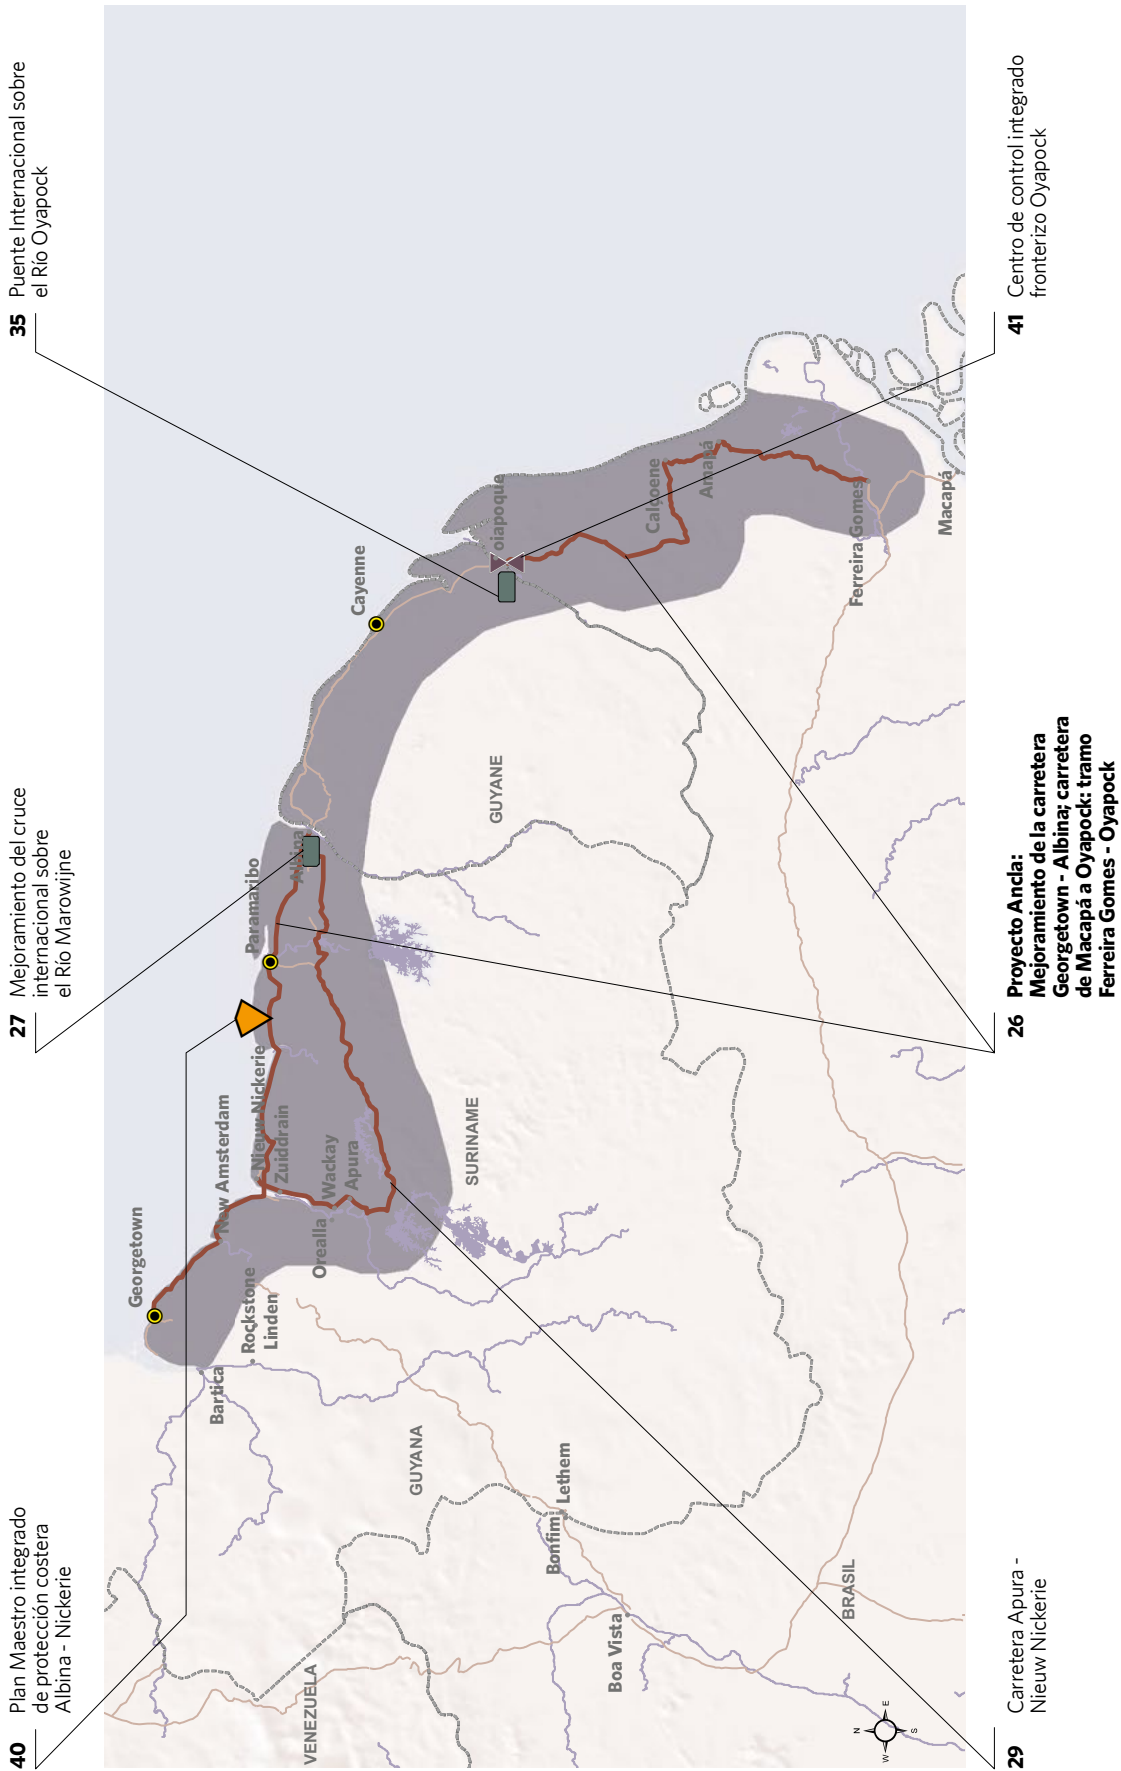 40 Plan Maestro integrado
de protección costera
Albina - Nickerie
27 Mejoramiento del cruce
internacional sobre
el Río Marowijne
35 Puente Internacional sobre
el Río Oyapock
Georgetown
New Amsterdam
Nieuw Nickerie
Zuiddrain
Paramaribo
Albina
Cayenne
oiapoque
Bartica
Rockstone
Linden
Orealla
Wackay
Apura
Calçoene
Amapá
GUYANA
SURINAME
GUYANE
VENEZUELA
Bonfim
Lethem
Boa Vista
BRASIL
Ferreira Gomes
Macapá
N
W
E
S
29 Carretera Apura -
Nieuw Nickerie
26 Proyecto Ancla:
Mejoramiento de la carretera
Georgetown - Albina; carretera
de Macapá a Oyapock: tramo
Ferreira Gomes - Oyapock
41 Centro de control integrado
fronterizo Oyapock